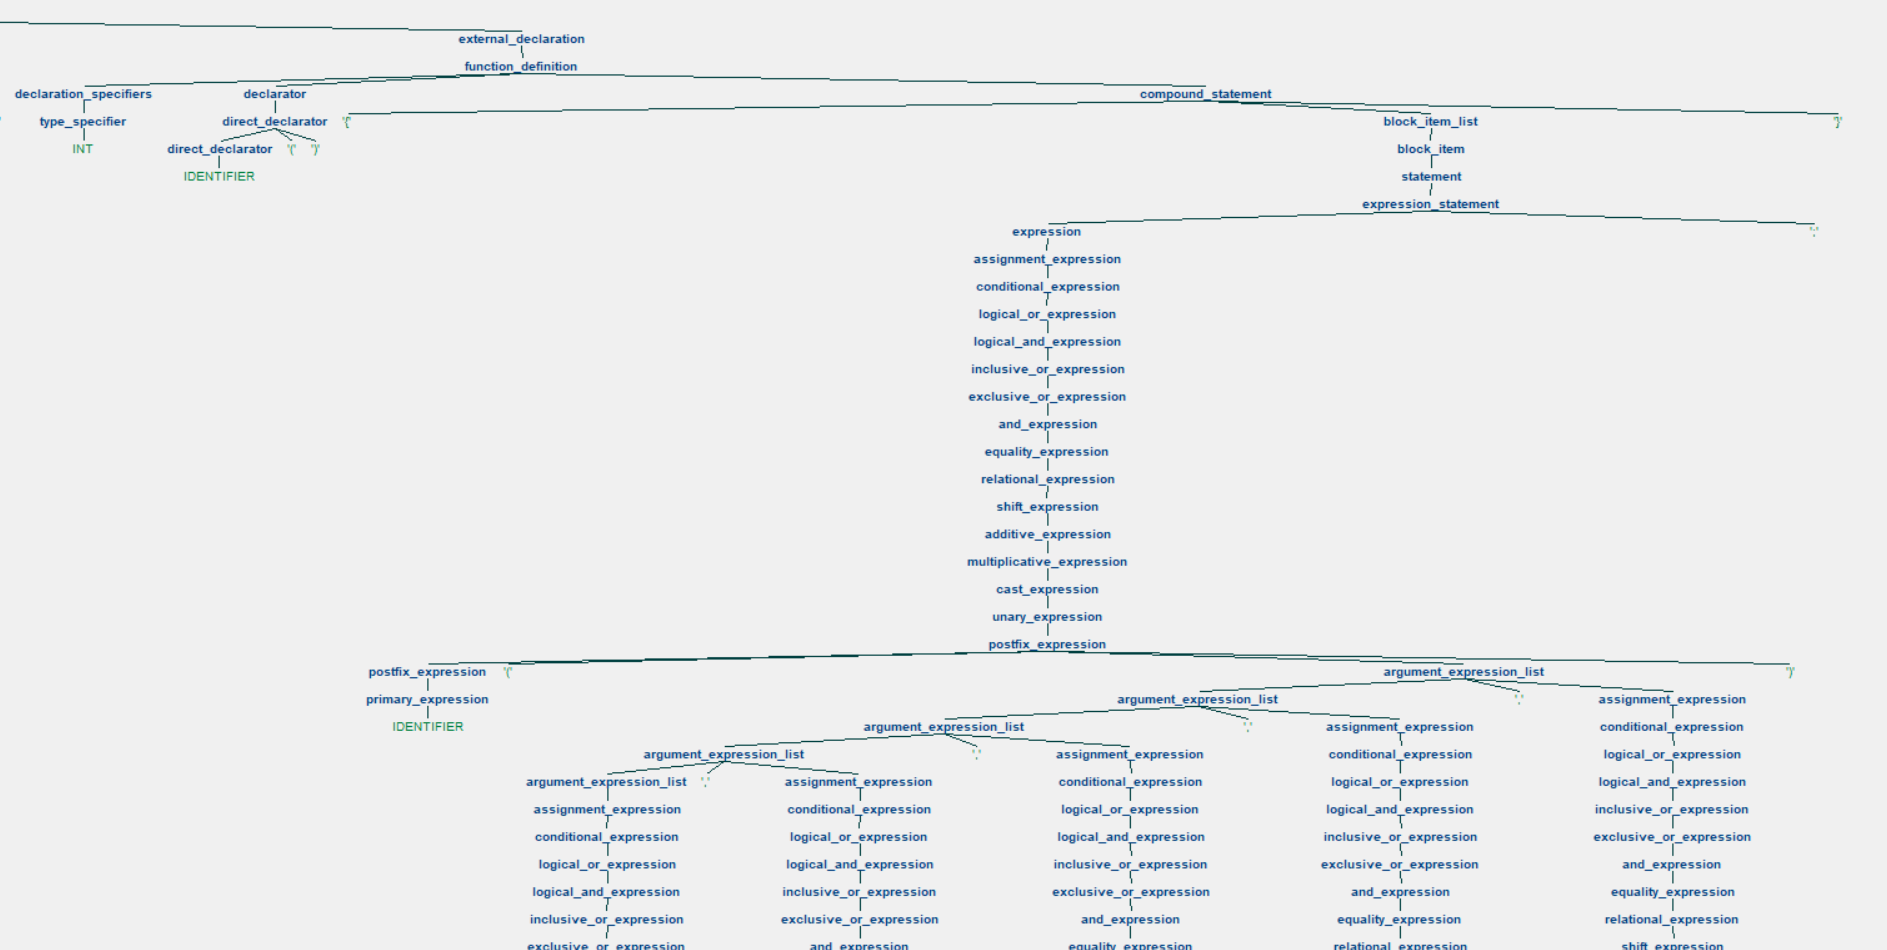 external_declaration
function_definition
declaration_specifiers declarator compound_statement
type_specifier direct_declarator '{' block_item_list '}'
INT direct_declarator '(' ')' block_item
IDENTIFIER statement
expression_statement
expression ';'
assignment_expression
conditional_expression
logical_or_expression
logical_and_expression
inclusive_or_expression
exclusive_or_expression
and_expression
equality_expression
relational_expression
shift_expression
additive_expression
multiplicative_expression
cast_expression
unary_expression
postfix_expression
postfix_expression '(' argument_expression_list ')'
primary_expression argument_expression_list ',' assignment_expression
IDENTIFIER argument_expression_list ',' assignment_expression conditional_expression
argument_expression_list ',' assignment_expression conditional_expression logical_or_expression
argument_expression_list ',' assignment_expression conditional_expression logical_or_expression logical_and_expression
assignment_expression conditional_expression logical_or_expression logical_and_expression inclusive_or_expression
conditional_expression logical_or_expression logical_and_expression inclusive_or_expression exclusive_or_expression
logical_or_expression logical_and_expression inclusive_or_expression exclusive_or_expression and_expression
logical_and_expression inclusive_or_expression exclusive_or_expression and_expression equality_expression
inclusive_or_expression exclusive_or_expression and_expression equality_expression relational_expression
exclusive_or_expression and_expression equality_expression relational_expression shift_expression